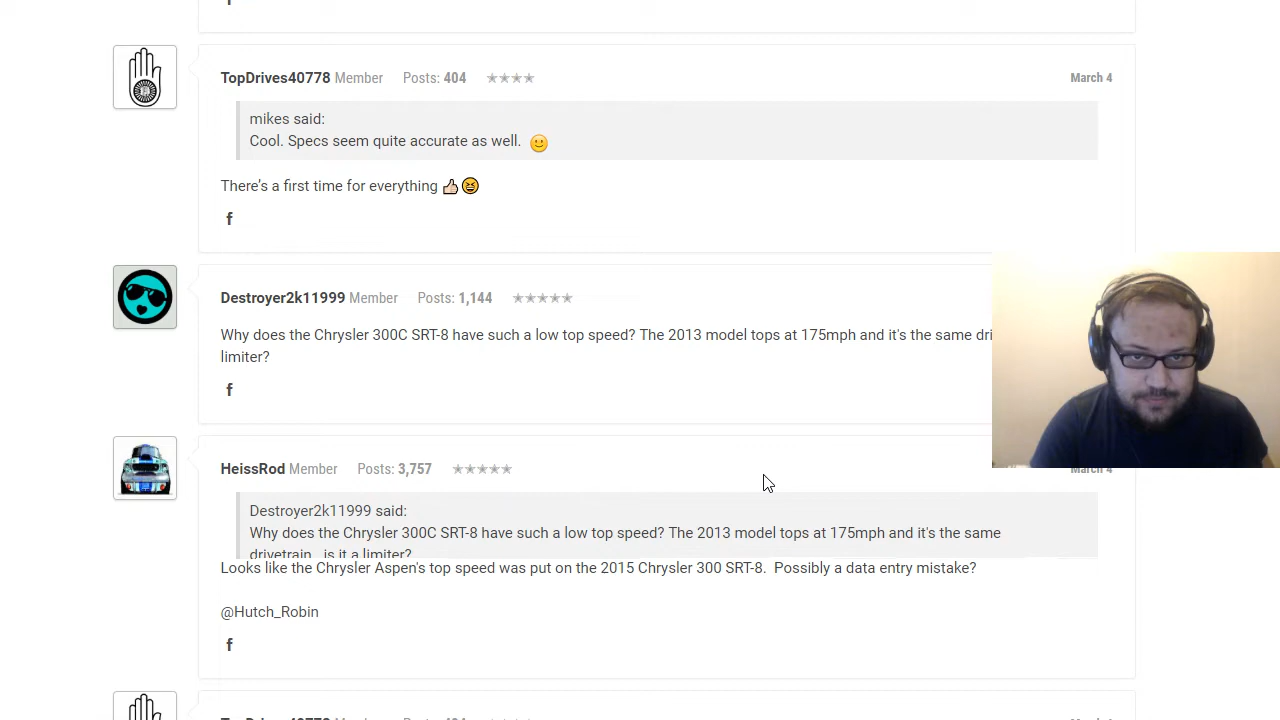 TopDrives40778 Member Posts: 404 ★★★★ March 4
mikes said:
Cool. Specs seem quite accurate as well. 🙂
There's a first time for everything 👍🏻😆
f
Destroyer2k11999 Member Posts: 1,144 ★★★★★
Why does the Chrysler 300C SRT-8 have such a low top speed? The 2013 model tops at 175mph and it's the same
limiter?
f
HeissRod Member Posts: 3,757 ★★★★★
Destroyer2k11999 said:
Why does the Chrysler 300C SRT-8 have such a low top speed? The 2013 model tops at 175mph and it's the same
drivetrain.. is it a limiter?
Looks like the Chrysler Aspen's top speed was put on the 2015 Chrysler 300 SRT-8. Possibly a data entry mistake?
@Hutch_Robin
f